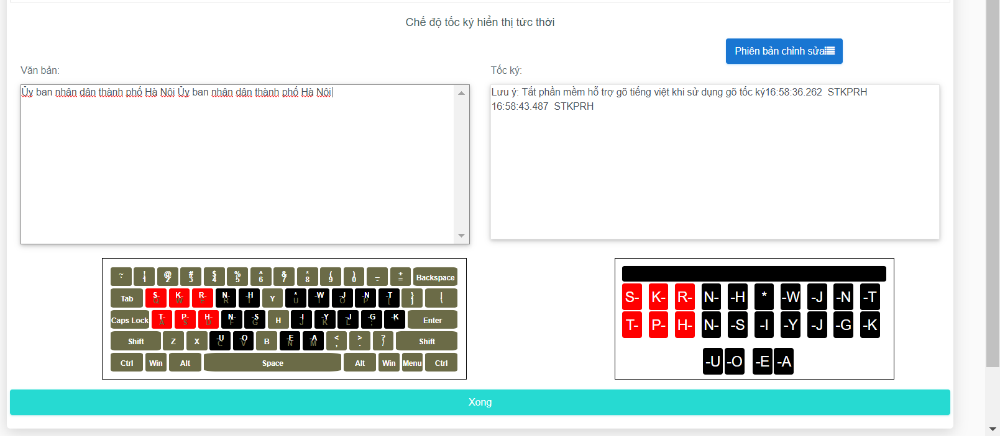 Chế độ tốc ký hiển thị tức thời
Phiên bản chỉnh sửa
Văn bản:
Tốc ký:
Ủy ban nhân dân thành phố Hà Nôi Ủy ban nhân dân thành phố Hà Nôi
Lưu ý: Tắt phần mềm hỗ trợ gõ tiếng việt khi sử dụng gõ tốc ký16:58:36.262 STKPRH
16:58:43.487 STKPRH
~ ` ! 1 @ 2 # 3 $ 4 % 5 ^ 6 & 7 * 8 ( 9 ) 0 _ - + = Backspace
Tab S- Q K- W R- E N- R -H T Y * U -W I -J O -N P -T [ } ] | \
Caps Lock T- A P- S H- D N- F -S G H -I J -Y K -J L -G ; -K Enter
Shift Z X -U C -O V B -E N -A M < , > . ? / Shift
Ctrl Win Alt Space Alt Win Menu Ctrl
S- K- R- N- -H * -W -J -N -T
T- P- H- N- -S -I -Y -J -G -K
-U -O -E -A
Xong